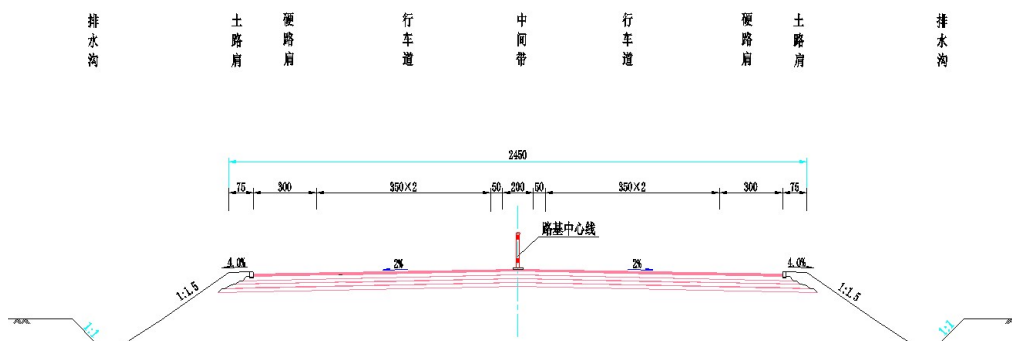 排水沟
土路肩
硬路肩
行车道
中间带
行车道
硬路肩
土路肩
排水沟
2450
75 300 350×2 50 200 50 350×2 300 75
路基中心线
4.0% 2% 2% 4.0%
1:1.5 1:1.5
1:1 1:1